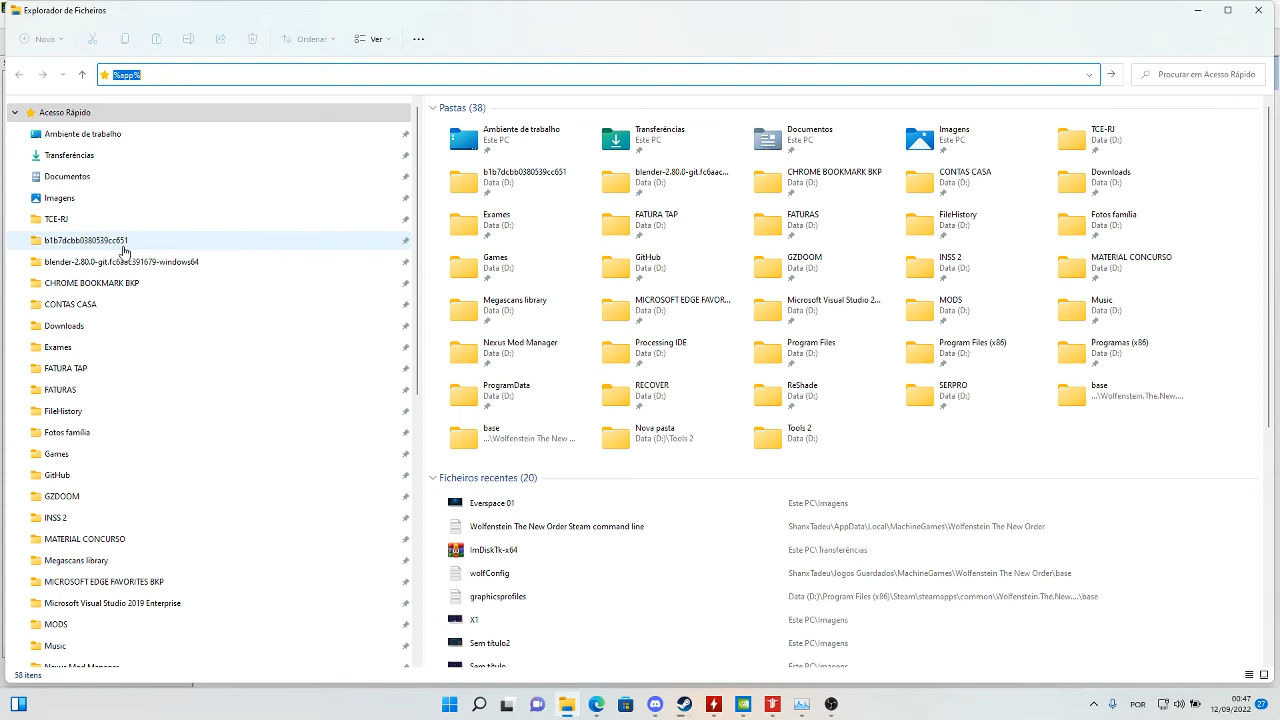 Explorador de Ficheiros
Novo
Ordenar
Ver
%app%
Procurar em Acesso Rápido
Acesso Rápido
Ambiente de trabalho
Transferências
Documentos
Imagens
TCE-RJ
b1b7dcbb0380539cc651
blender-2.80.0-git.fc6aac391679-windows64
CHROME BOOKMARK BKP
CONTAS CASA
Downloads
Exames
FATURA TAP
FATURAS
FileHistory
Fotos família
Games
GitHub
GZDOOM
INSS 2
MATERIAL CONCURSO
Megascans library
MICROSOFT EDGE FAVORITES BKP
Microsoft Visual Studio 2019 Enterprise
MODS
Music
Nexus Mod Manager
Pastas (38)
Ambiente de trabalho
Este PC
Transferências
Este PC
Documentos
Este PC
Imagens
Este PC
TCE-RJ
Data (D:)
b1b7dcbb0380539cc651
Data (D:)
blender-2.80.0-git.fc6aac...
Data (D:)
CHROME BOOKMARK BKP
Data (D:)
CONTAS CASA
Data (D:)
Downloads
Data (D:)
Exames
Data (D:)
FATURA TAP
Data (D:)
FATURAS
Data (D:)
FileHistory
Data (D:)
Fotos família
Data (D:)
Games
Data (D:)
GitHub
Data (D:)
GZDOOM
Data (D:)
INSS 2
Data (D:)
MATERIAL CONCURSO
Data (D:)
Megascans library
Data (D:)
MICROSOFT EDGE FAVOR...
Data (D:)
Microsoft Visual Studio 2...
Data (D:)
MODS
Data (D:)
Music
Data (D:)
Nexus Mod Manager
Data (D:)
Processing IDE
Data (D:)
Program Files
Data (D:)
Program Files (x86)
Data (D:)
Programas (x86)
Data (D:)
ProgramData
Data (D:)
RECOVER
Data (D:)
ReShade
Data (D:)
SERPRO
Data (D:)
base
...\Wolfenstein.The.New....
base
...\Wolfenstein The New ...
Nova pasta
Data (D:)\Tools 2
Tools 2
Data (D:)
Ficheiros recentes (20)
Everspace 01
Este PC\Imagens
Wolfenstein The New Order Steam command line
ShanxTadeu\AppData\Local\MachineGames\Wolfenstein The New Order
ImDiskTk-x64
Este PC\Transferências
wolfConfig
ShanxTadeu\Jogos Guardados\MachineGames\Wolfenstein The New Order\base
graphicsprofiles
Data (D:)\Program Files (x86)\Steam\steamapps\common\Wolfenstein.The.New....\base
X1
Este PC\Imagens
Sem título2
Este PC\Imagens
Sem título
Este PC\Imagens
58 itens
POR
00:47
12/09/2022
27